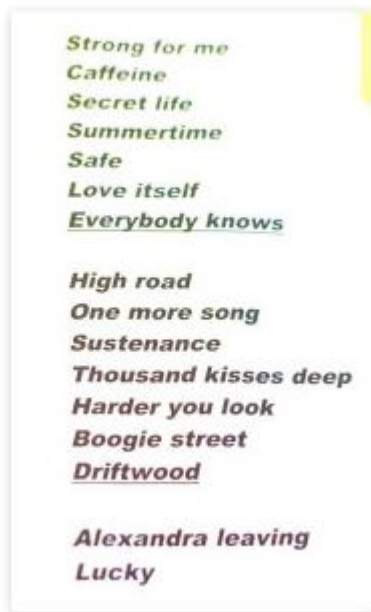 Strong for me
Caffeine
Secret life
Summertime
Safe
Love itself
Everybody knows
High road
One more song
Sustenance
Thousand kisses deep
Harder you look
Boogie street
Driftwood
Alexandra leaving
Lucky